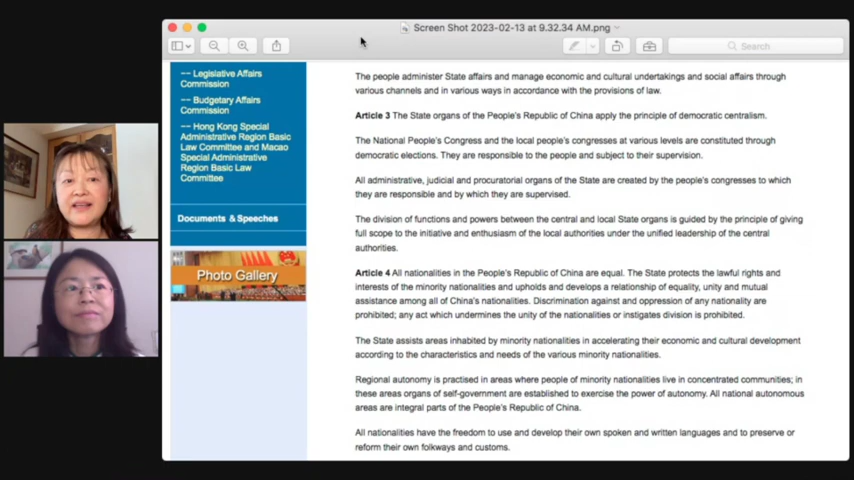 Screen Shot 2023-02-13 at 9.32.34 AM.png
Search
–– Legislative Affairs
Commission
–– Budgetary Affairs
Commission
–– Hong Kong Special
Administrative Region Basic
Law Committee and Macao
Special Administrative
Region Basic Law
Committee
Documents & Speeches
Photo Gallery
The people administer State affairs and manage economic and cultural undertakings and social affairs through
various channels and in various ways in accordance with the provisions of law.
Article 3 The State organs of the People's Republic of China apply the principle of democratic centralism.
The National People's Congress and the local people's congresses at various levels are constituted through
democratic elections. They are responsible to the people and subject to their supervision.
All administrative, judicial and procuratorial organs of the State are created by the people's congresses to which
they are responsible and by which they are supervised.
The division of functions and powers between the central and local State organs is guided by the principle of giving
full scope to the initiative and enthusiasm of the local authorities under the unified leadership of the central
authorities.
Article 4 All nationalities in the People's Republic of China are equal. The State protects the lawful rights and
interests of the minority nationalities and upholds and develops a relationship of equality, unity and mutual
assistance among all of China's nationalities. Discrimination against and oppression of any nationality are
prohibited; any act which undermines the unity of the nationalities or instigates division is prohibited.
The State assists areas inhabited by minority nationalities in accelerating their economic and cultural development
according to the characteristics and needs of the various minority nationalities.
Regional autonomy is practised in areas where people of minority nationalities live in concentrated communities; in
these areas organs of self-government are established to exercise the power of autonomy. All national autonomous
areas are integral parts of the People's Republic of China.
All nationalities have the freedom to use and develop their own spoken and written languages and to preserve or
reform their own folkways and customs.